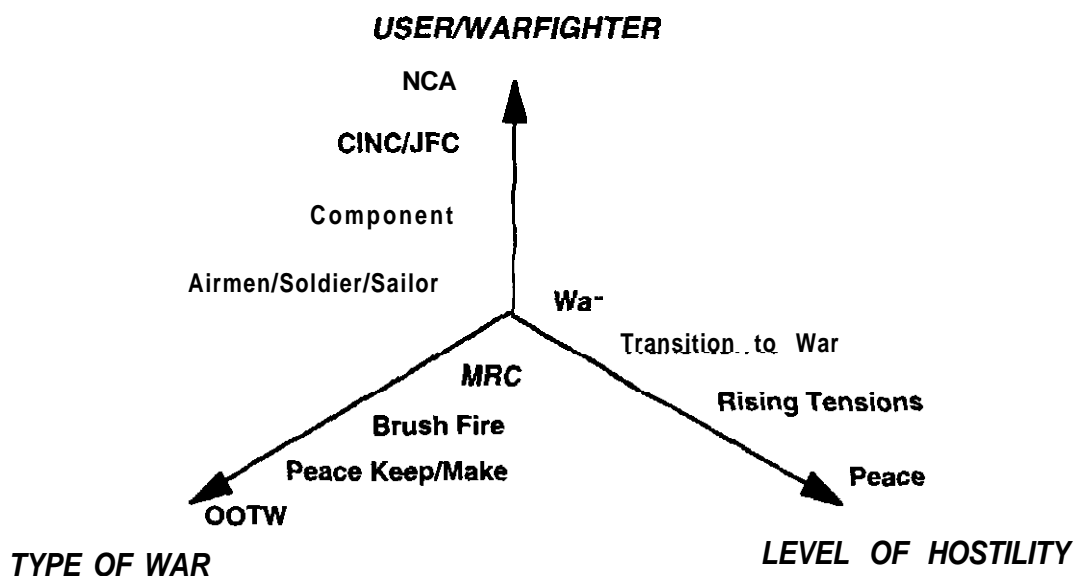 USER/WARFIGHTER
NCA
CINC/JFC
Component
Airmen/Soldier/Sailor
Wa-
Transition to War
MRC
Rising Tensions
Brush Fire
Peace Keep/Make
Peace
OOTW
TYPE OF WAR
LEVEL OF HOSTILITY